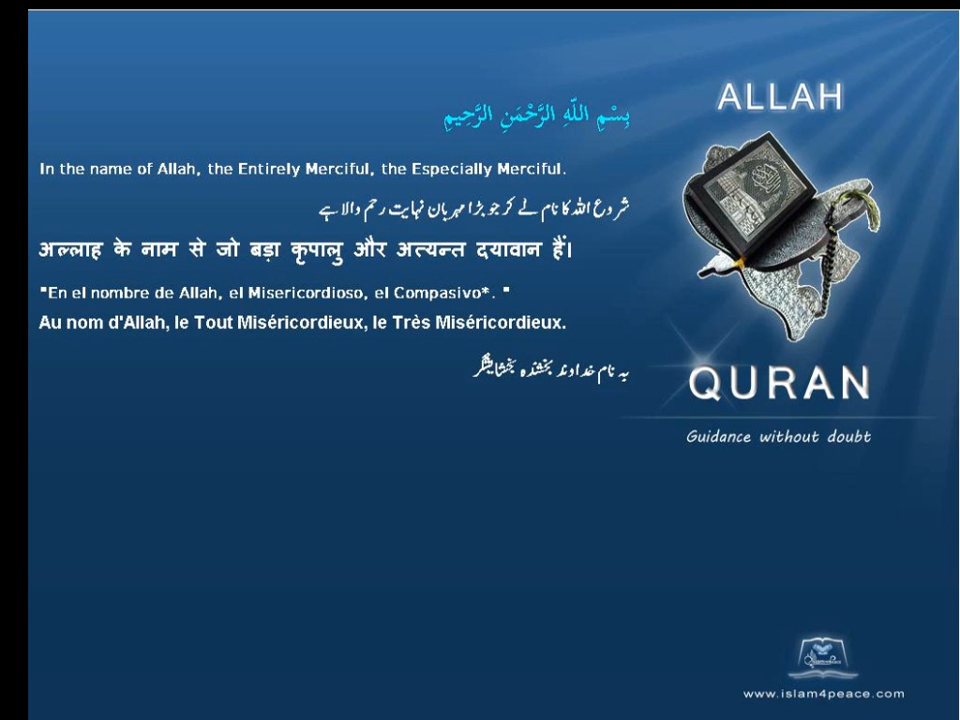 بِسْمِ اللَّهِ الرَّحْمَنِ الرَّحِيمِ
In the name of Allah, the Entirely Merciful, the Especially Merciful.
شروع الله کا نام لے کر جو بڑا مہربان نہایت رحم والا ہے
अल्लाह के नाम से जो बड़ा कृपालु और अत्यन्त दयावान हैं।
"En el nombre de Allah, el Misericordioso, el Compasivo*. "
Au nom d'Allah, le Tout Miséricordieux, le Très Miséricordieux.
به نام خداوند بخشنده بخشایشگر
ALLAH
QURAN
Guidance without doubt
www.islam4peace.com